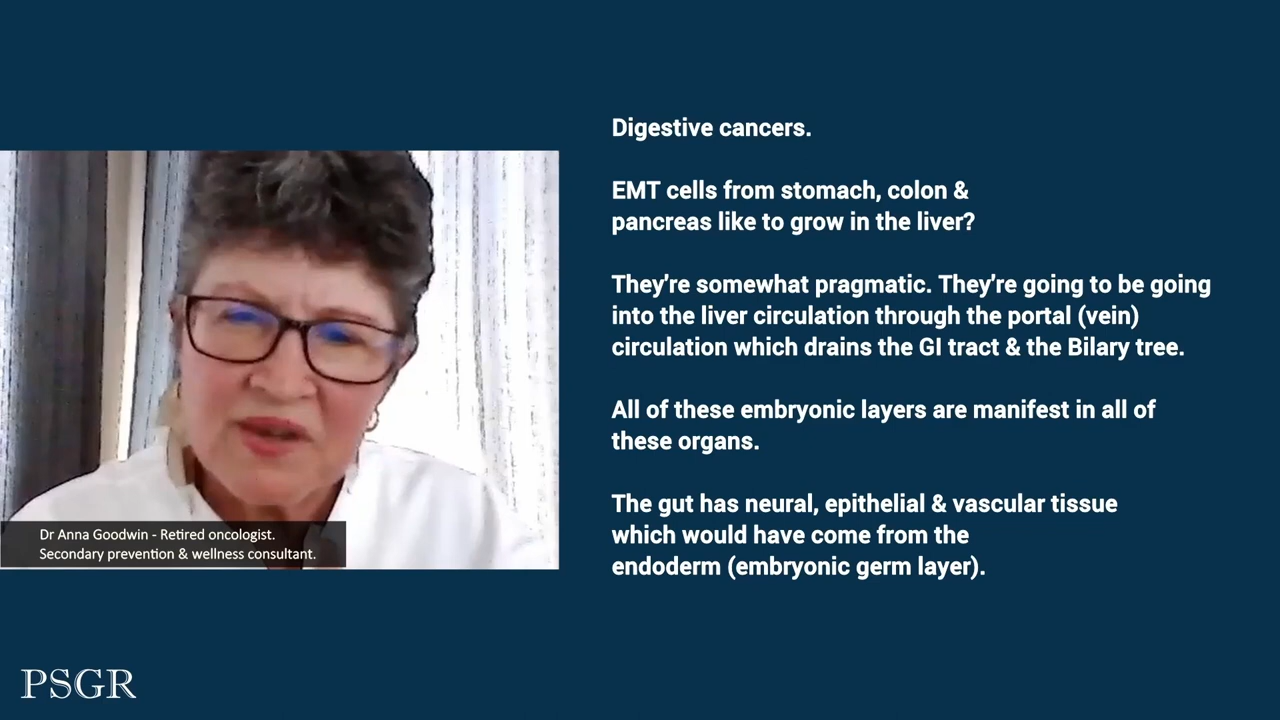 Digestive cancers.
EMT cells from stomach, colon &
pancreas like to grow in the liver?
They're somewhat pragmatic. They're going to be going
into the liver circulation through the portal (vein)
circulation which drains the GI tract & the Bilary tree.
All of these embryonic layers are manifest in all of
these organs.
The gut has neural, epithelial & vascular tissue
which would have come from the
endoderm (embryonic germ layer).
Dr Anna Goodwin - Retired oncologist.
Secondary prevention & wellness consultant.
PSGR